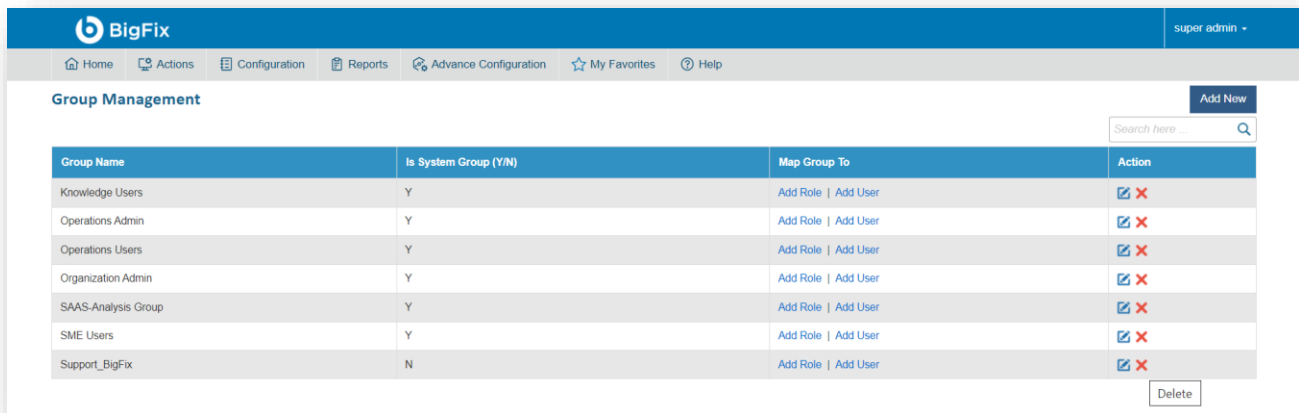 BigFix
super admin
Home Actions Configuration Reports Advance Configuration My Favorites Help
Group Management
Add New
Search here ...
Group Name Is System Group (Y/N) Map Group To Action
Knowledge Users Y Add Role | Add User
Operations Admin Y Add Role | Add User
Operations Users Y Add Role | Add User
Organization Admin Y Add Role | Add User
SAAS-Analysis Group Y Add Role | Add User
SME Users Y Add Role | Add User
Support_BigFix N Add Role | Add User
Delete